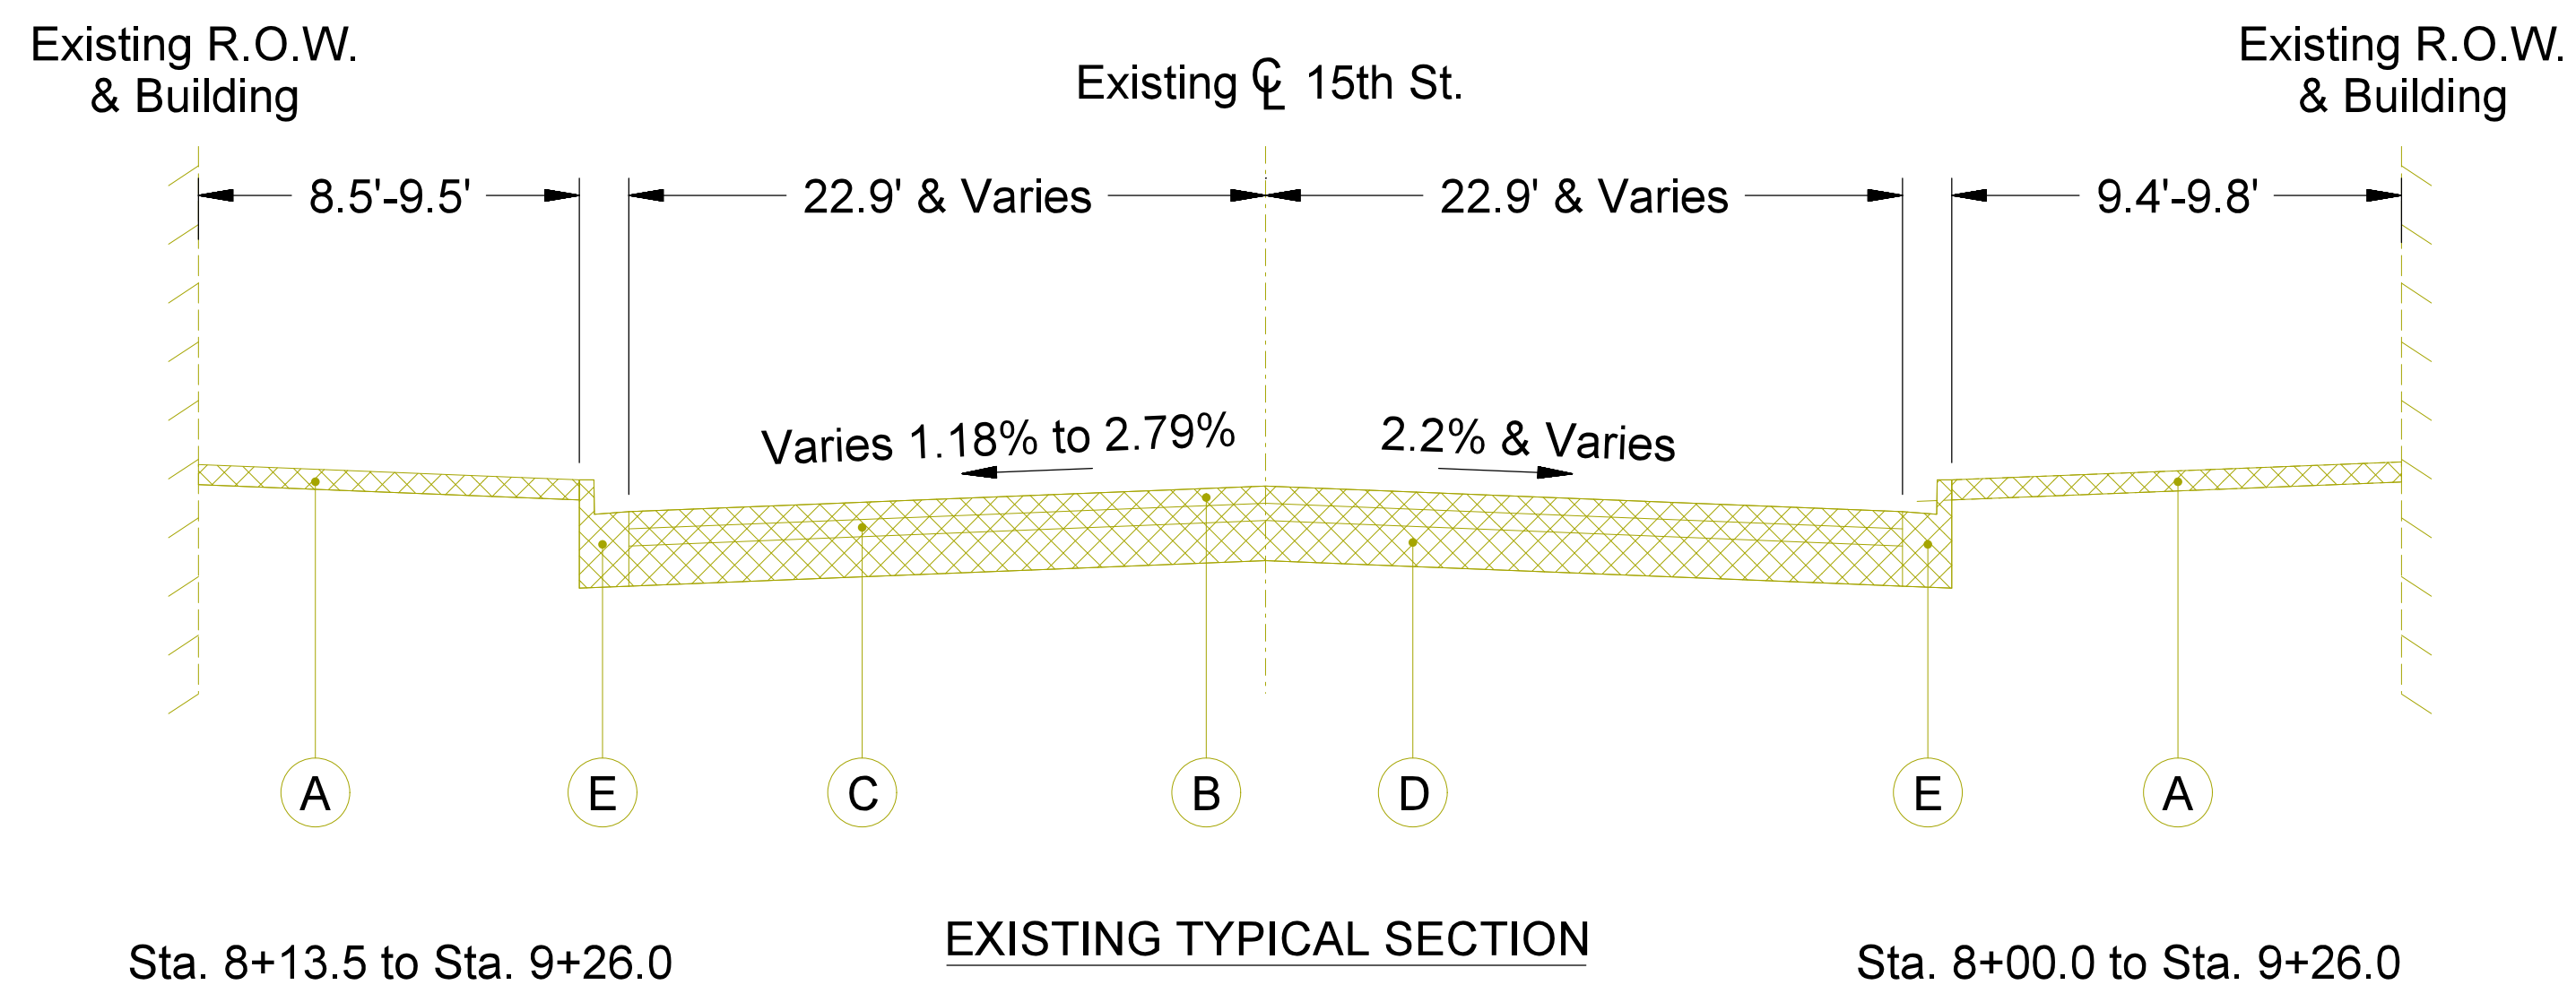 Existing R.O.W.
& Building
Existing ℄ 15th St.
Existing R.O.W.
& Building
8.5'-9.5'
22.9' & Varies
22.9' & Varies
9.4'-9.8'
Varies 1.18% to 2.79%
2.2% & Varies
A
E
C
B
D
E
A
EXISTING TYPICAL SECTION
Sta. 8+13.5 to Sta. 9+26.0
Sta. 8+00.0 to Sta. 9+26.0